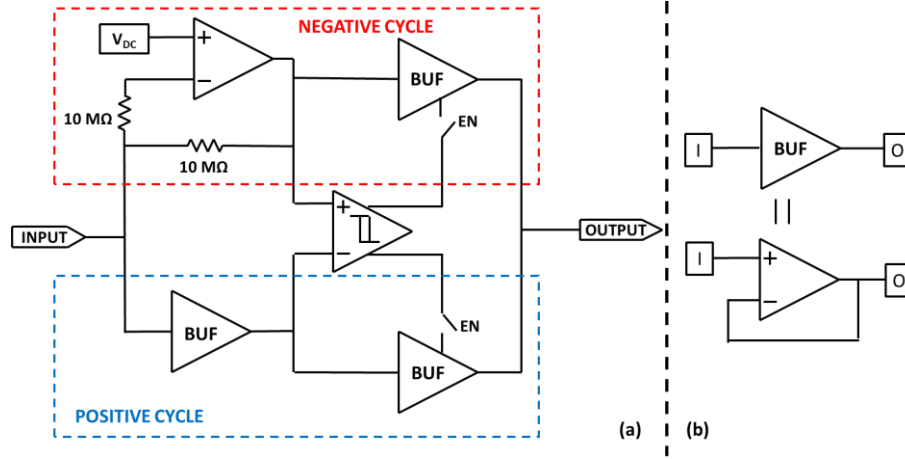 NEGATIVE CYCLE
V_DC
+
−
BUF
10 MΩ
EN
10 MΩ
+
−
INPUT
OUTPUT
EN
BUF
BUF
POSITIVE CYCLE
(a)
I
BUF
O
I
+
−
O
(b)